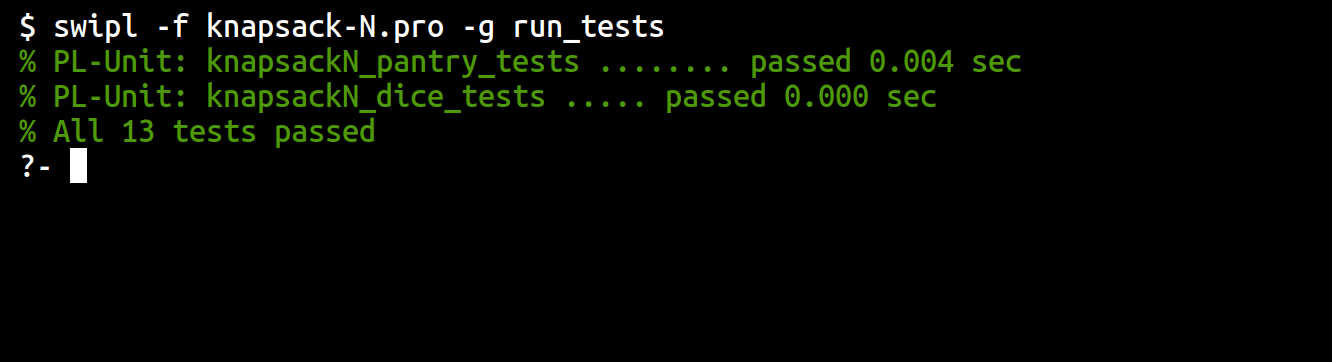 $ swipl -f knapsack-N.pro -g run_tests
% PL-Unit: knapsackN_pantry_tests ........ passed 0.004 sec
% PL-Unit: knapsackN_dice_tests ..... passed 0.000 sec
% All 13 tests passed
?-